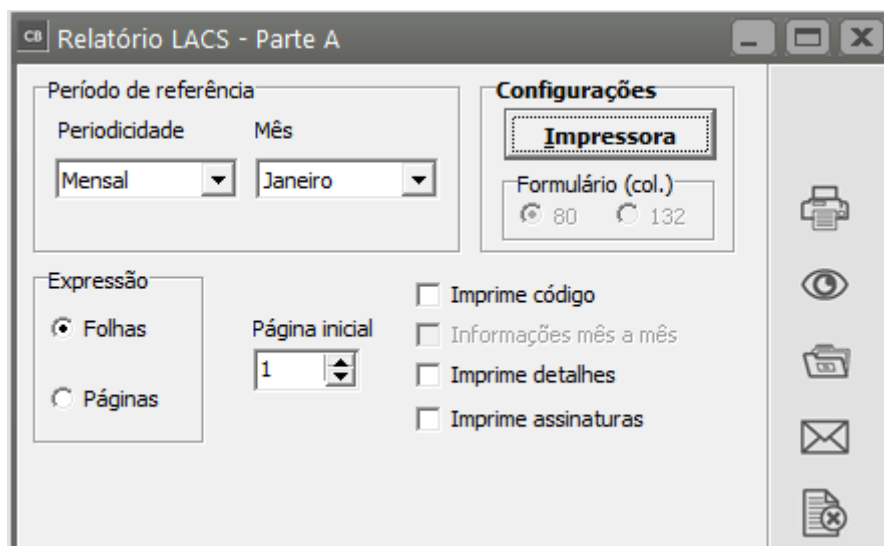 CB Relatório LACS - Parte A
Período de referência
Periodicidade Mês
Mensal Janeiro
Configurações
Impressora
Formulário (col.)
80 132
Expressão
Folhas
Páginas
Página inicial
1
Imprime código
Informações mês a mês
Imprime detalhes
Imprime assinaturas